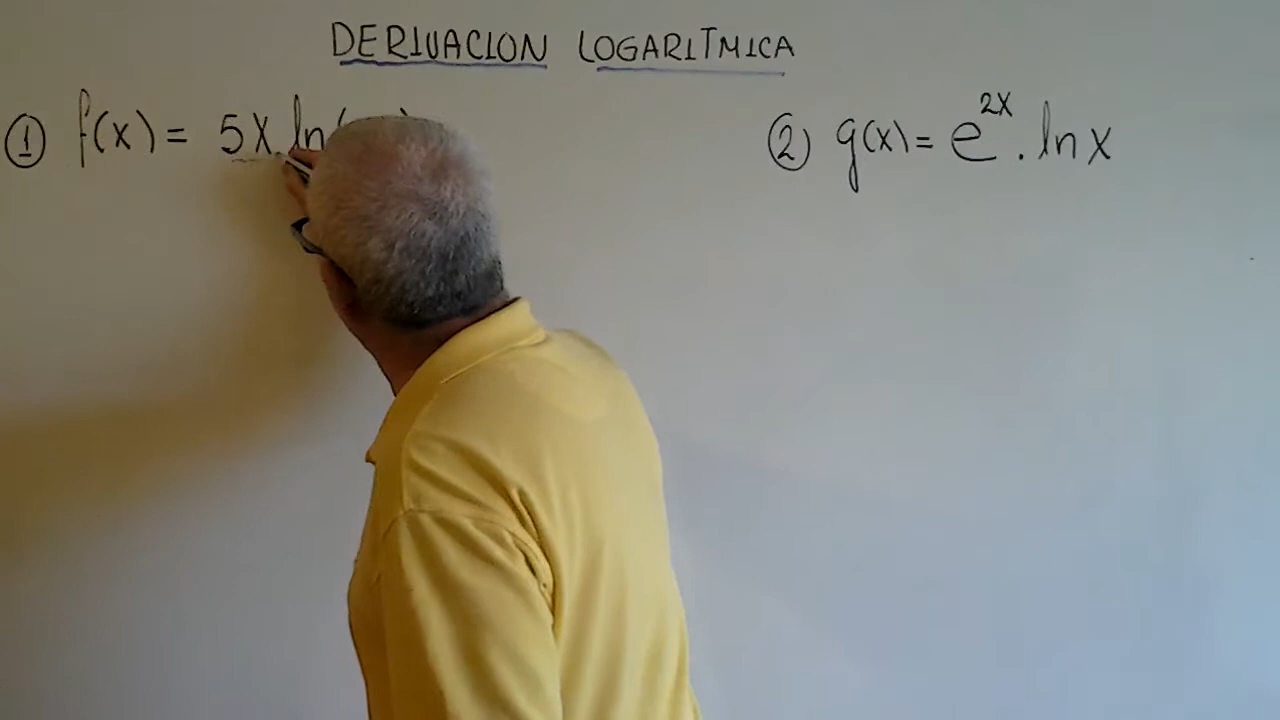 DERIVACION LOGARITMICA
① f(x) = 5x ln( )
② g(x) = e^2x . ln x